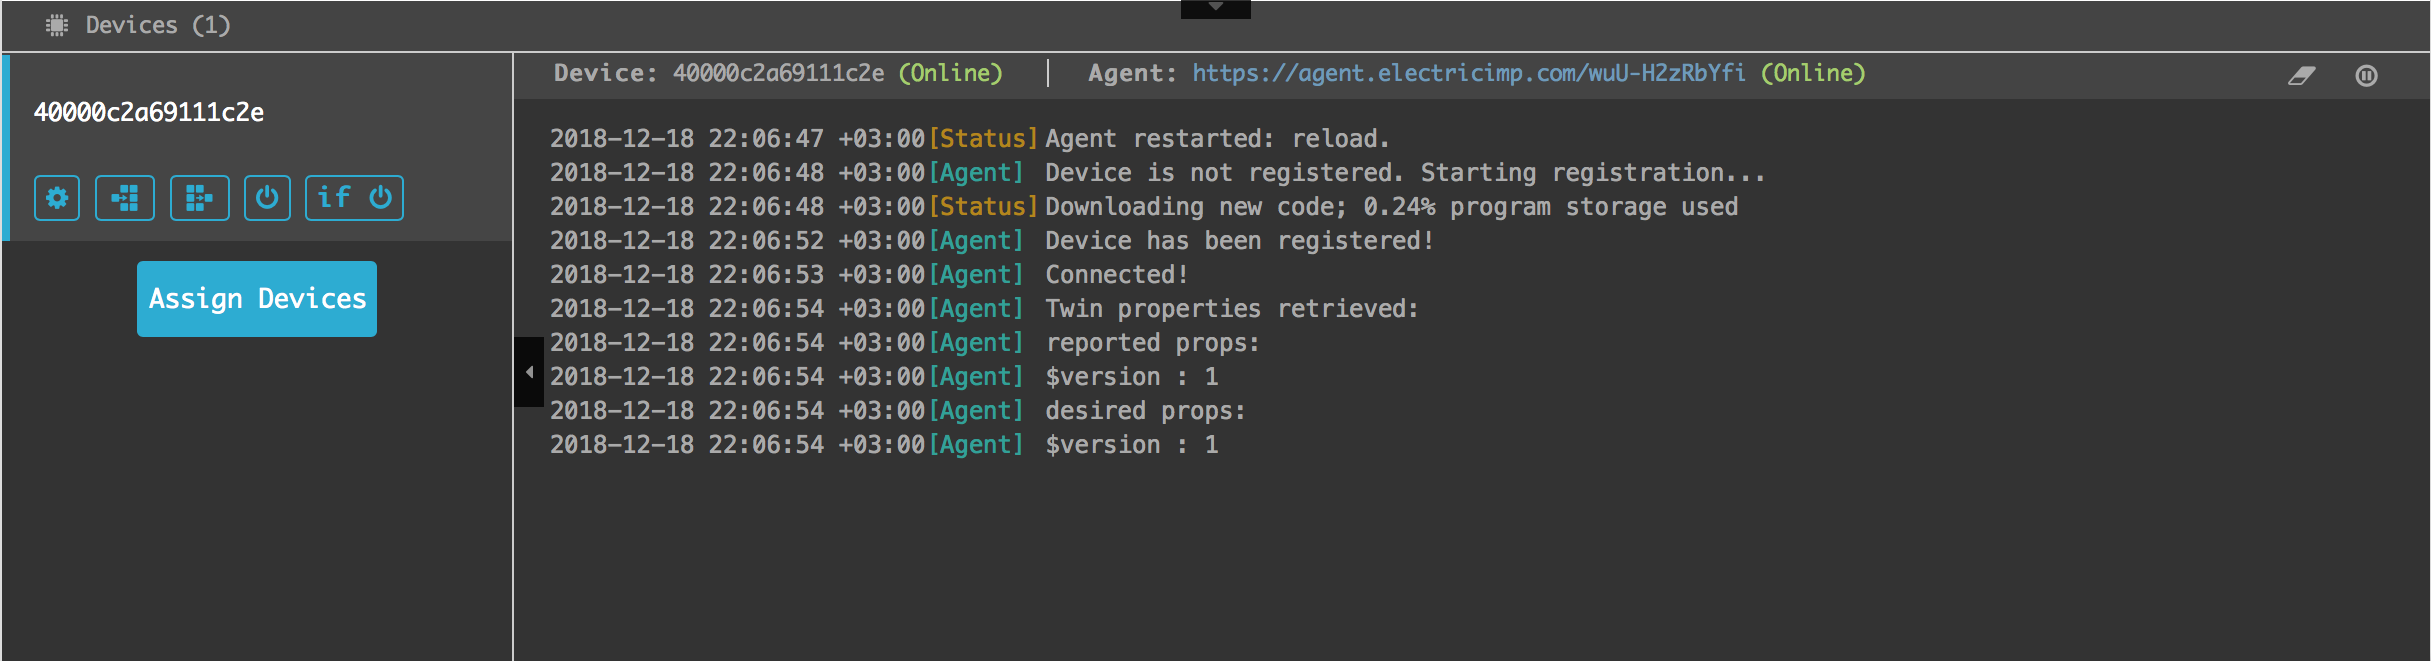 Devices (1)
40000c2a69111c2e
if
Assign Devices
Device: 40000c2a69111c2e (Online) | Agent: https://agent.electricimp.com/wuU-H2zRbYfi (Online)
2018-12-18 22:06:47 +03:00[Status] Agent restarted: reload.
2018-12-18 22:06:48 +03:00[Agent] Device is not registered. Starting registration...
2018-12-18 22:06:48 +03:00[Status] Downloading new code; 0.24% program storage used
2018-12-18 22:06:52 +03:00[Agent] Device has been registered!
2018-12-18 22:06:53 +03:00[Agent] Connected!
2018-12-18 22:06:54 +03:00[Agent] Twin properties retrieved:
2018-12-18 22:06:54 +03:00[Agent] reported props:
2018-12-18 22:06:54 +03:00[Agent] $version : 1
2018-12-18 22:06:54 +03:00[Agent] desired props:
2018-12-18 22:06:54 +03:00[Agent] $version : 1